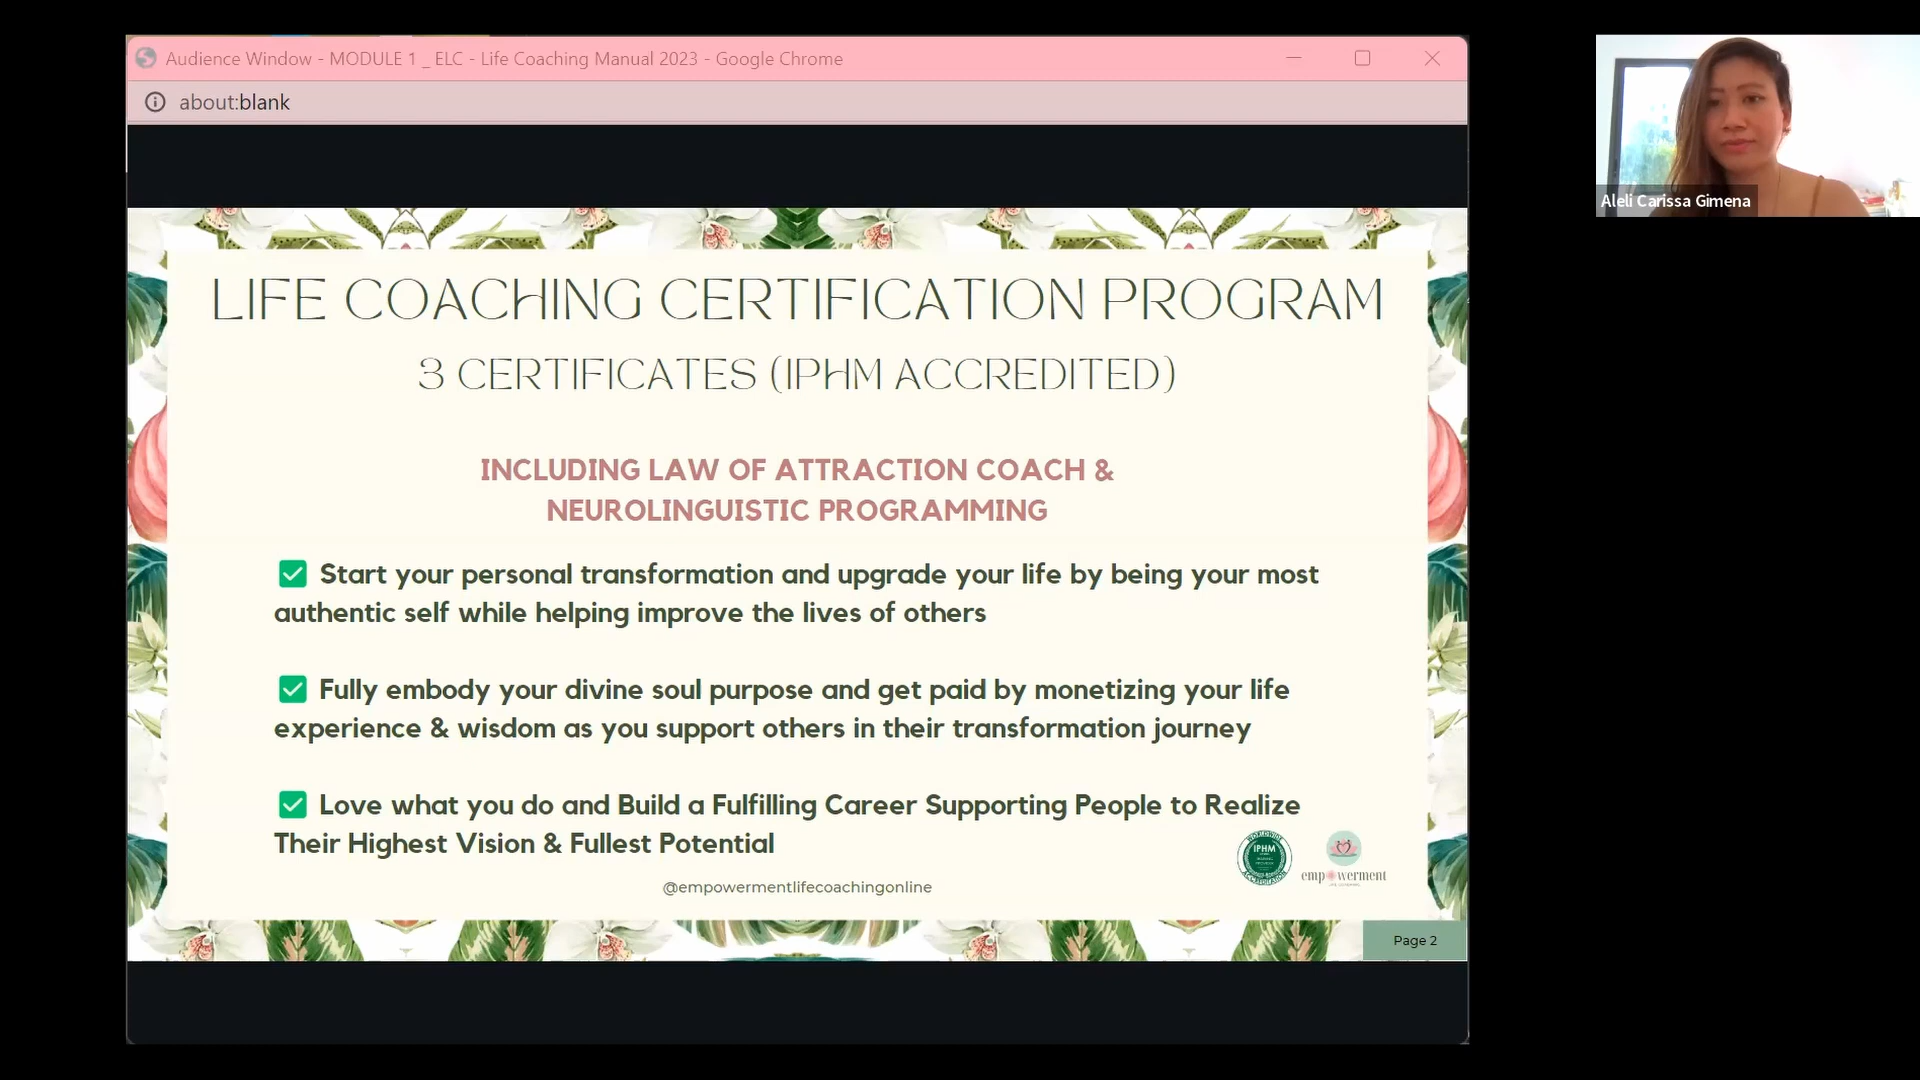 Audience Window - MODULE 1 _ ELC - Life Coaching Manual 2023 - Google Chrome
about:blank
Aleli Carissa Gimena
LIFE COACHING CERTIFICATION PROGRAM
3 CERTIFICATES (IPHM ACCREDITED)
INCLUDING LAW OF ATTRACTION COACH &
NEUROLINGUISTIC PROGRAMMING
Start your personal transformation and upgrade your life by being your most
authentic self while helping improve the lives of others
Fully embody your divine soul purpose and get paid by monetizing your life
experience & wisdom as you support others in their transformation journey
Love what you do and Build a Fulfilling Career Supporting People to Realize
Their Highest Vision & Fullest Potential
IPHM
empowerment
@empowermentlifecoachingonline
Page 2